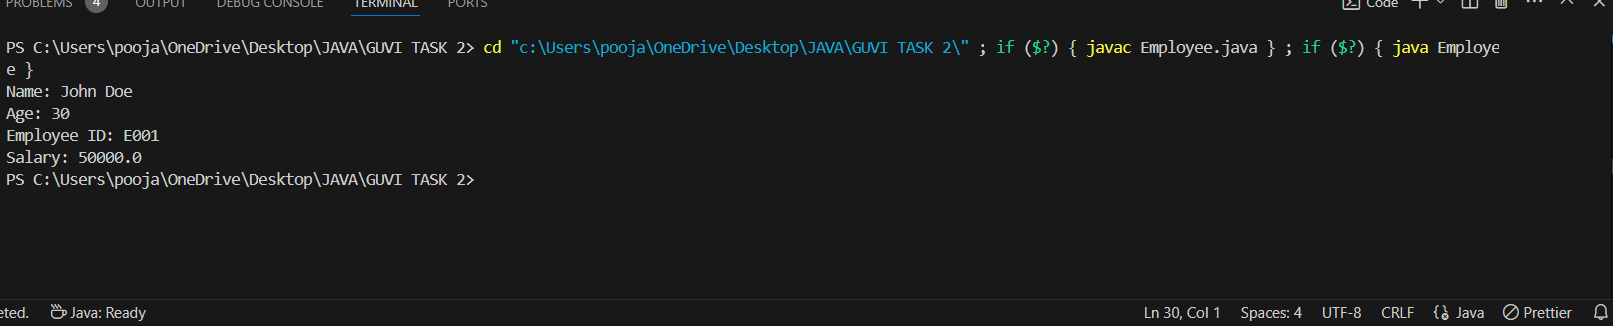 PROBLEMS 4 OUTPUT DEBUG CONSOLE TERMINAL PORTS Code
PS C:\Users\pooja\OneDrive\Desktop\JAVA\GUVI TASK 2> cd "c:\Users\pooja\OneDrive\Desktop\JAVA\GUVI TASK 2\" ; if ($?) { javac Employee.java } ; if ($?) { java Employe
e }
Name: John Doe
Age: 30
Employee ID: E001
Salary: 50000.0
PS C:\Users\pooja\OneDrive\Desktop\JAVA\GUVI TASK 2>
eted. Java: Ready Ln 30, Col 1 Spaces: 4 UTF-8 CRLF Java Prettier